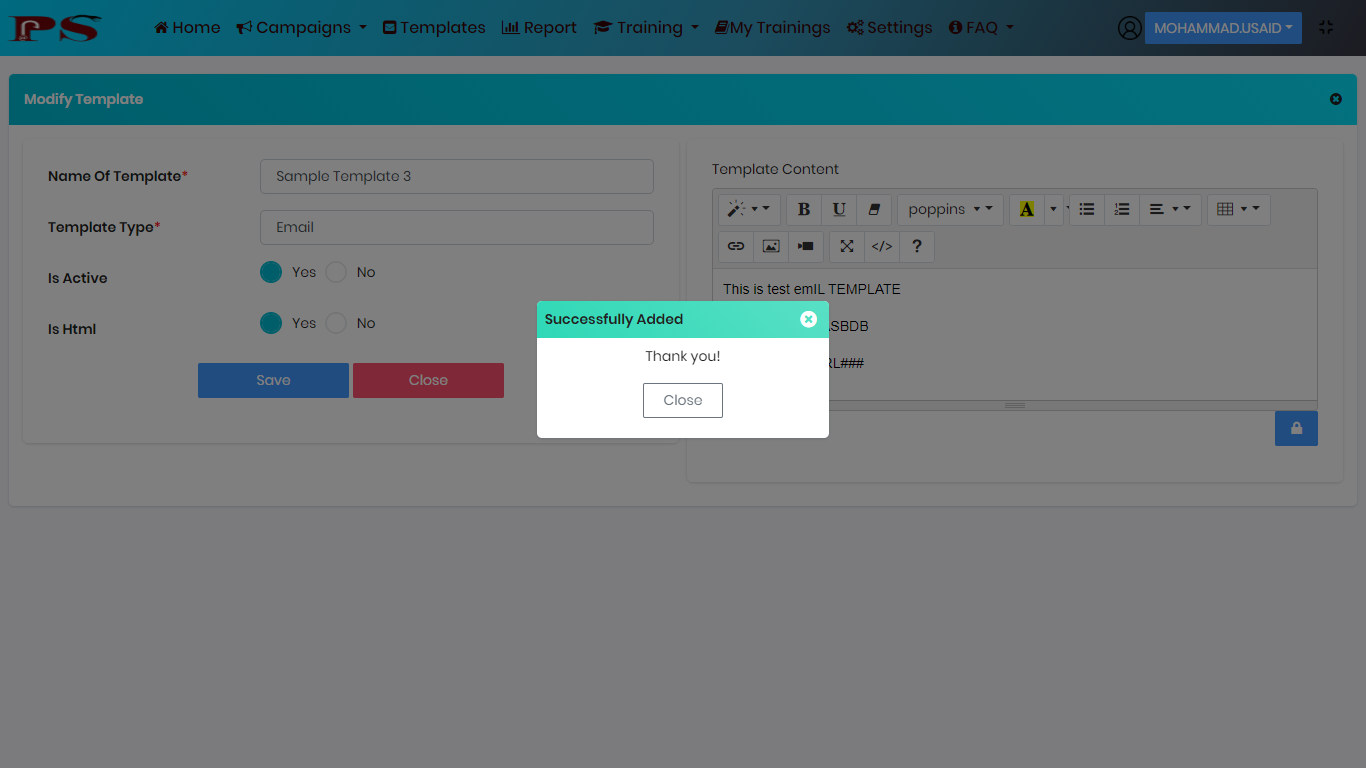 PS
Home Campaigns Templates Report Training My Trainings Settings FAQ MOHAMMAD.USAID
Modify Template
Name Of Template*
Sample Template 3
Template Type*
Email
Is Active
Yes No
Is Html
Yes No
Save Close
Template Content
B U poppins A
</> ?
This is test emIL TEMPLATE
SBDB
RL###
Successfully Added
Thank you!
Close